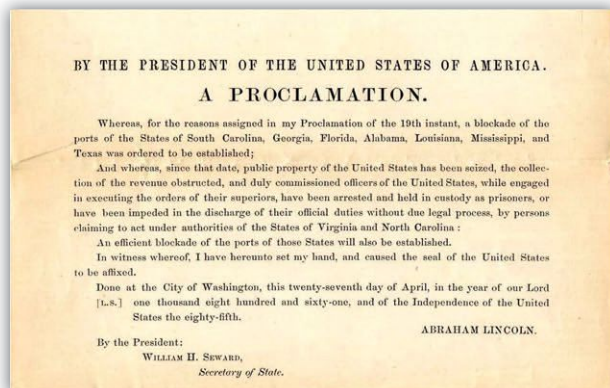 BY THE PRESIDENT OF THE UNITED STATES OF AMERICA.
A PROCLAMATION.
Whereas, for the reasons assigned in my Proclamation of the 19th instant, a blockade of the
ports of the States of South Carolina, Georgia, Florida, Alabama, Louisiana, Mississippi, and
Texas was ordered to be established;
And whereas, since that date, public property of the United States has been seized, the collec-
tion of the revenue obstructed, and duly commissioned officers of the United States, while engaged
in executing the orders of their superiors, have been arrested and held in custody as prisoners, or
have been impeded in the discharge of their official duties without due legal process, by persons
claiming to act under authorities of the States of Virginia and North Carolina:
An efficient blockade of the ports of those States will also be established.
In witness whereof, I have hereunto set my hand, and caused the seal of the United States
to be affixed.
Done at the City of Washington, this twenty-seventh day of April, in the year of our Lord
[L.S.] one thousand eight hundred and sixty-one, and of the Independence of the United
States the eighty-fifth.
ABRAHAM LINCOLN.
By the President:
WILLIAM H. SEWARD,
Secretary of State.